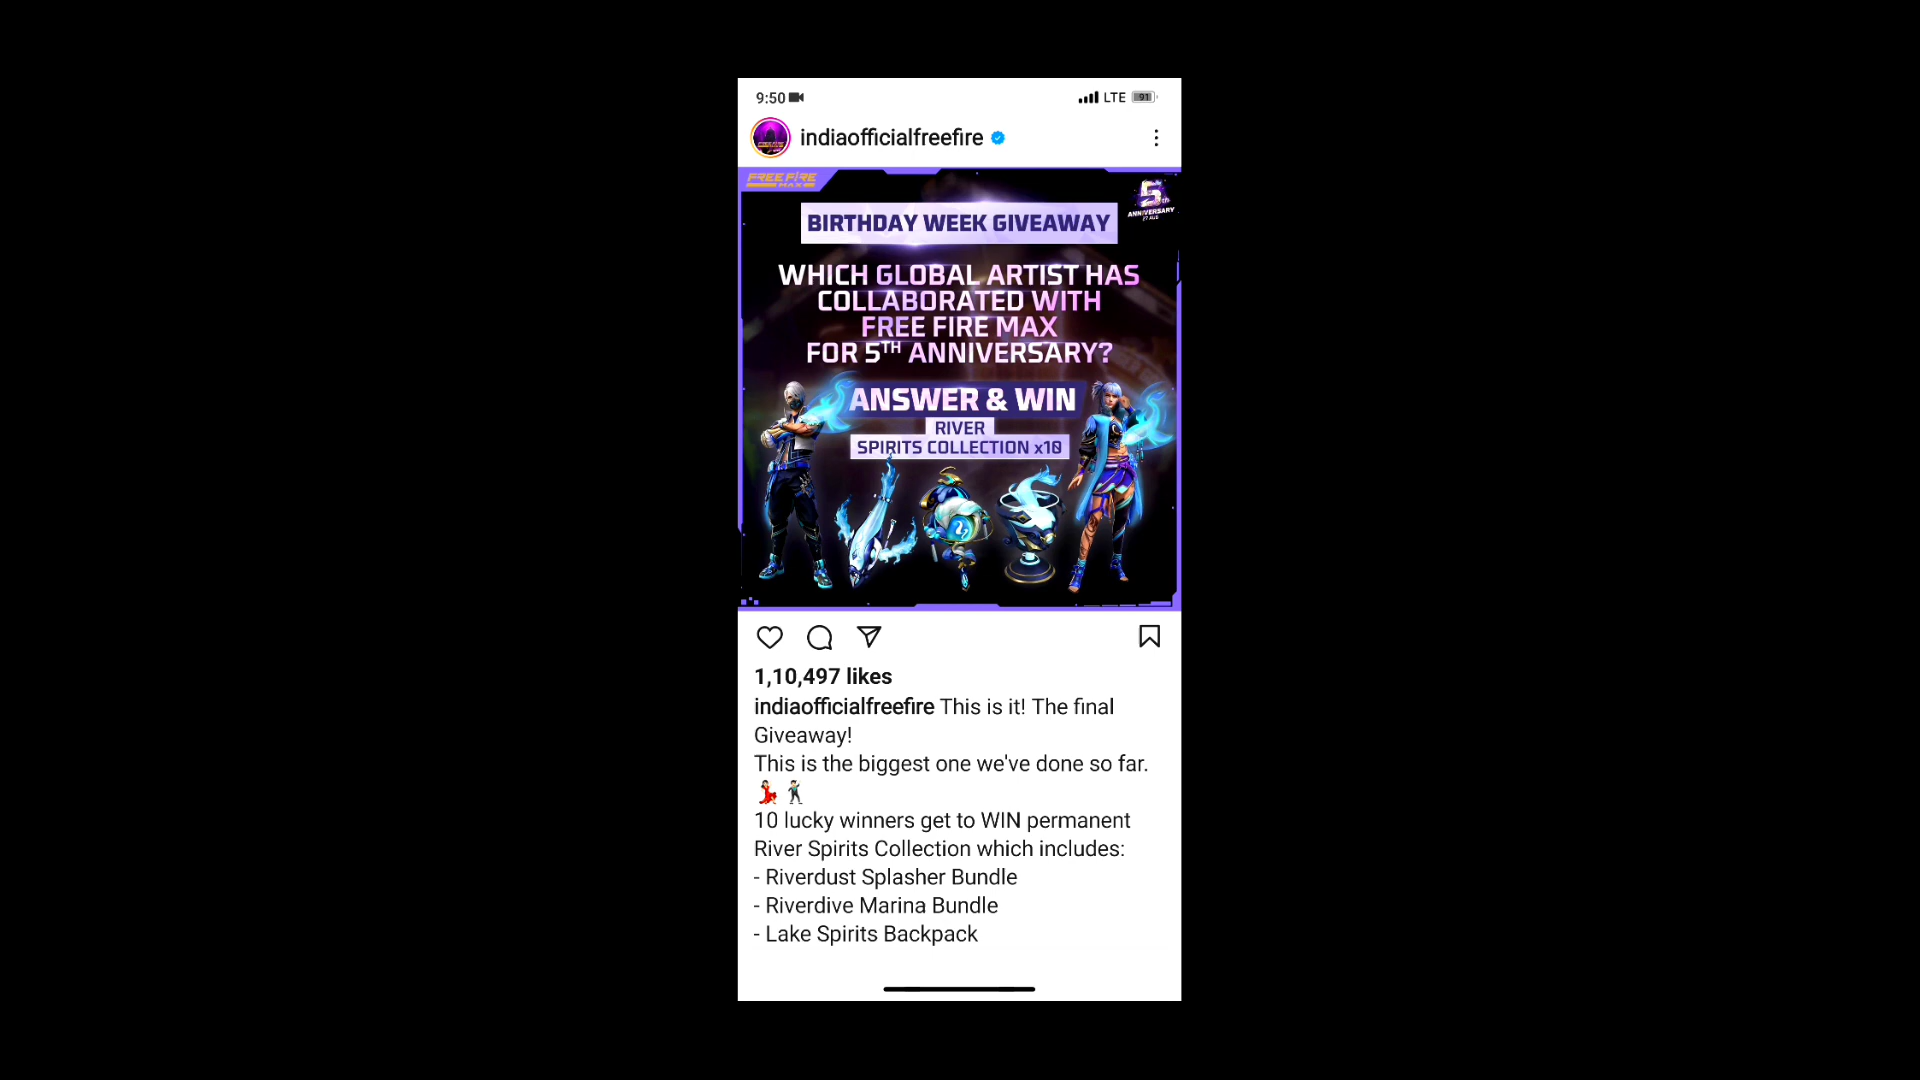 9:50
LTE 91
indiaofficialfreefire
FREE FIRE
MAX
5th
ANNIVERSARY
27 AUG
BIRTHDAY WEEK GIVEAWAY
WHICH GLOBAL ARTIST HAS
COLLABORATED WITH
FREE FIRE MAX
FOR 5TH ANNIVERSARY?
ANSWER & WIN
RIVER
SPIRITS COLLECTION x10
1,10,497 likes
indiaofficialfreefire This is it! The final
Giveaway!
This is the biggest one we've done so far.
💃🕺
10 lucky winners get to WIN permanent
River Spirits Collection which includes:
- Riverdust Splasher Bundle
- Riverdive Marina Bundle
- Lake Spirits Backpack